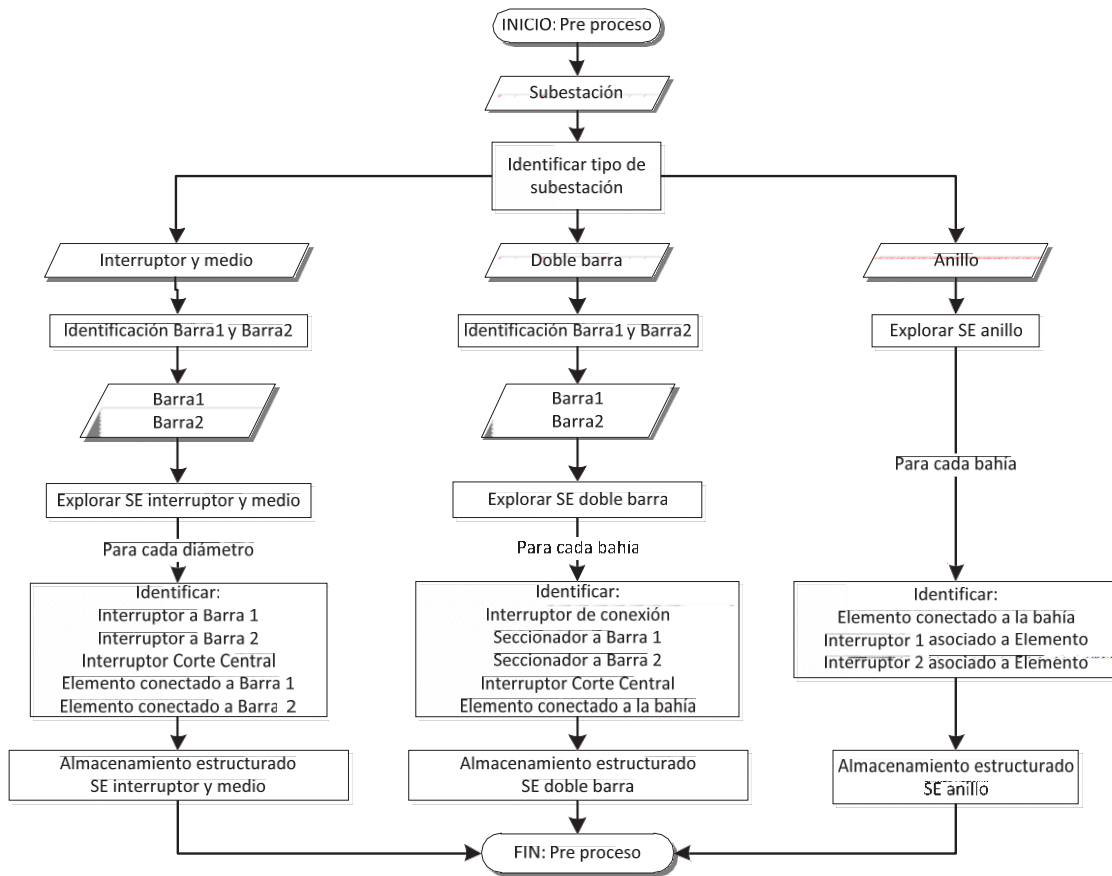 INICIO: Pre proceso
Subestación
Identificar tipo de
subestación
Interruptor y medio
Identificación Barra1 y Barra2
Barra1
Barra2
Explorar SE interruptor y medio
Para cada diámetro
Identificar:
Interruptor a Barra 1
Interruptor a Barra 2
Interruptor Corte Central
Elemento conectado a Barra 1
Elemento conectado a Barra 2
Almacenamiento estructurado
SE interruptor y medio
Doble barra
Identificación Barra1 y Barra2
Barra1
Barra2
Explorar SE doble barra
Para cada bahía
Identificar:
Interruptor de conexión
Seccionador a Barra 1
Seccionador a Barra 2
Interruptor Corte Central
Elemento conectado a la bahía
Almacenamiento estructurado
SE doble barra
Anillo
Explorar SE anillo
Para cada bahía
Identificar:
Elemento conectado a la bahía
Interruptor 1 asociado a Elemento
Interruptor 2 asociado a Elemento
Almacenamiento estructurado
SE anillo
FIN: Pre proceso